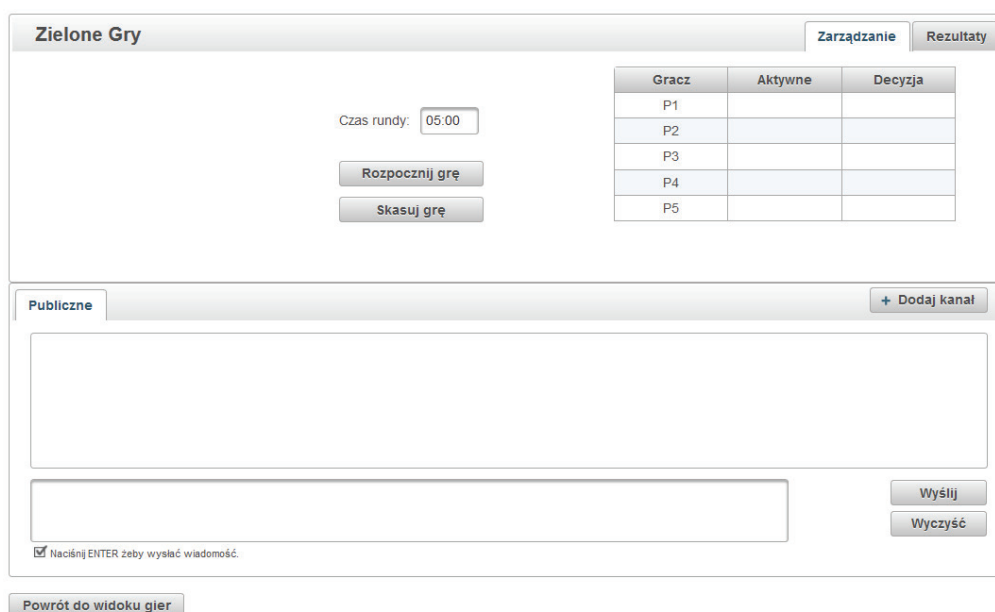 Zielone Gry
Zarządzanie
Rezultaty
Czas rundy: 05:00
Rozpocznij grę
Skasuj grę
Gracz Aktywne Decyzja
P1
P2
P3
P4
P5
Publiczne
+ Dodaj kanał
Wyślij
Wyczyść
Naciśnij ENTER żeby wysłać wiadomość.
Powrót do widoku gier